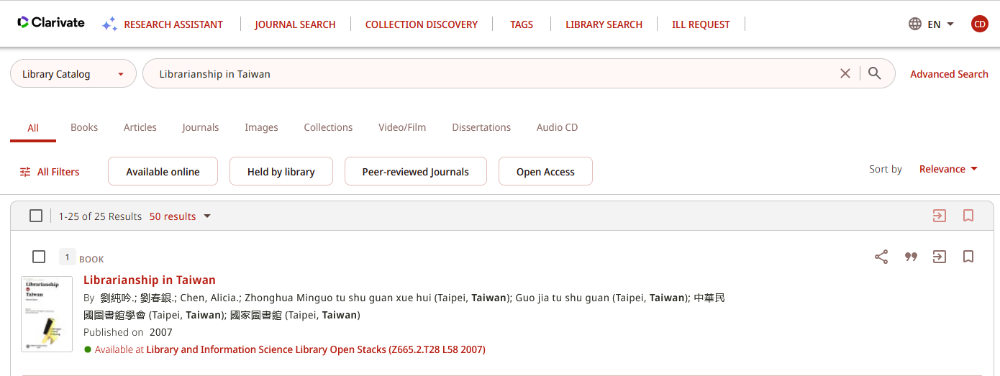 Clarivate RESEARCH ASSISTANT JOURNAL SEARCH COLLECTION DISCOVERY TAGS LIBRARY SEARCH ILL REQUEST EN CD
Library Catalog Librarianship in Taiwan Advanced Search
All Books Articles Journals Images Collections Video/Film Dissertations Audio CD
All Filters Available online Held by library Peer-reviewed Journals Open Access Sort by Relevance
1-25 of 25 Results 50 results
1 BOOK
Librarianship in Taiwan
By 劉純吟.; 劉春銀.; Chen, Alicia.; Zhonghua Minguo tu shu guan xue hui (Taipei, Taiwan); Guo jia tu shu guan (Taipei, Taiwan); 中華民
國圖書館學會 (Taipei, Taiwan); 國家圖書館 (Taipei, Taiwan)
Published on 2007
Available at Library and Information Science Library Open Stacks (Z665.2.T28 L58 2007)
Librarianship
Taiwan